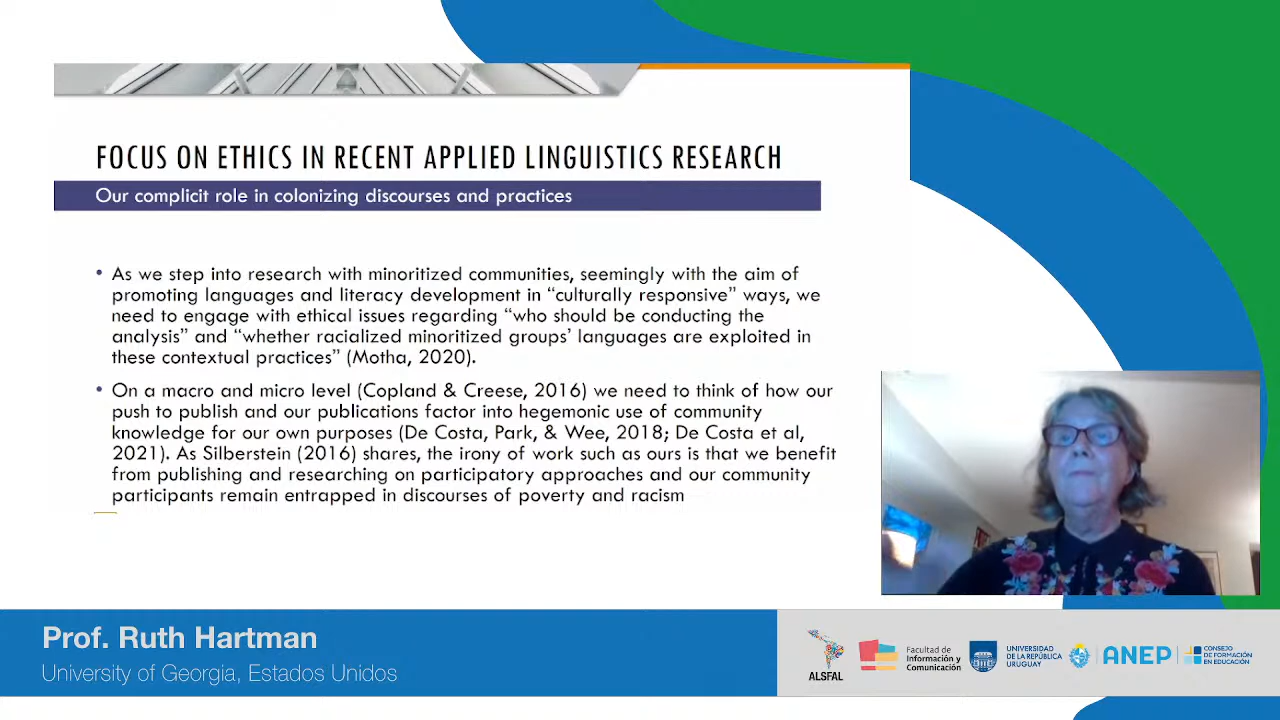 FOCUS ON ETHICS IN RECENT APPLIED LINGUISTICS RESEARCH
Our complicit role in colonizing discourses and practices
• As we step into research with minoritized communities, seemingly with the aim of
promoting languages and literacy development in “culturally responsive” ways, we
need to engage with ethical issues regarding “who should be conducting the
analysis” and “whether racialized minoritized groups’ languages are exploited in
these contextual practices” (Motha, 2020).
• On a macro and micro level (Copland & Creese, 2016) we need to think of how our
push to publish and our publications factor into hegemonic use of community
knowledge for our own purposes (De Costa, Park, & Wee, 2018; De Costa et al,
2021). As Silberstein (2016) shares, the irony of work such as ours is that we benefit
from publishing and researching on participatory approaches and our community
participants remain entrapped in discourses of poverty and racism
Prof. Ruth Hartman
University of Georgia, Estados Unidos
ALSFAL
Facultad de
Información y
Comunicación
UNIVERSIDAD
DE LA REPÚBLICA
URUGUAY
ANEP
CONSEJO
DE FORMACIÓN
EN EDUCACIÓN